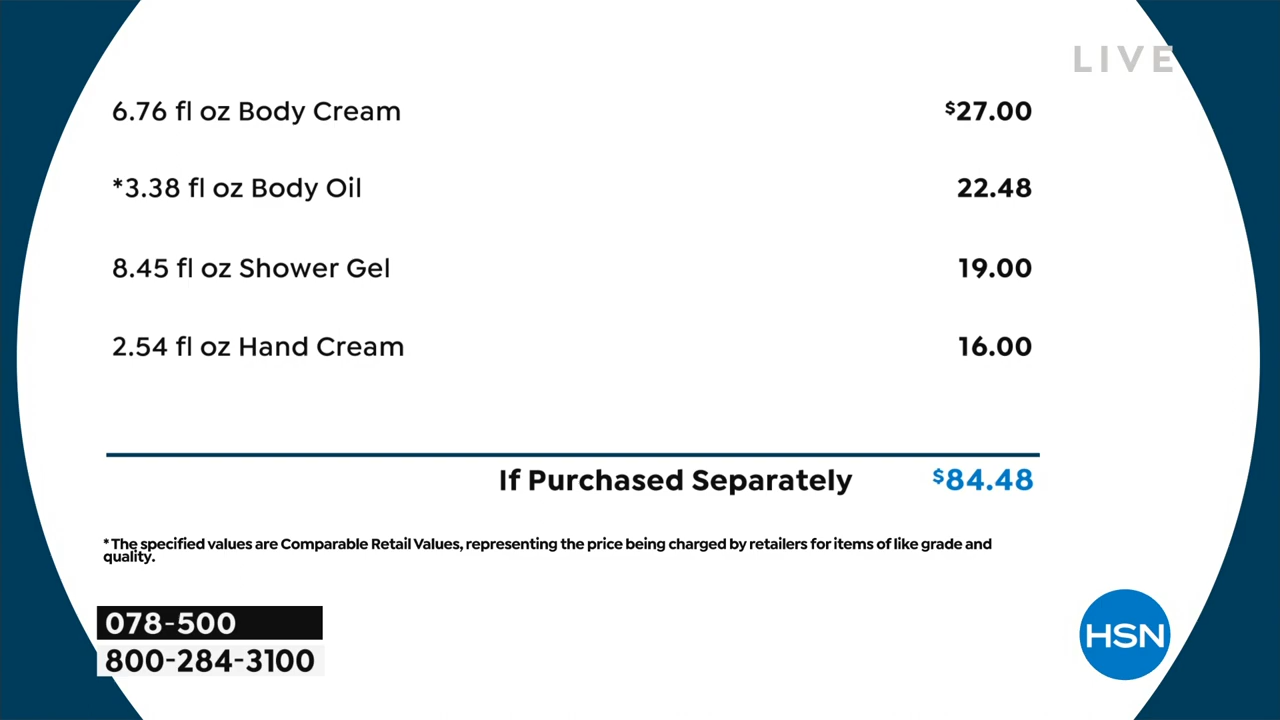 LIVE
6.76 fl oz Body Cream $27.00
*3.38 fl oz Body Oil 22.48
8.45 fl oz Shower Gel 19.00
2.54 fl oz Hand Cream 16.00
If Purchased Separately $84.48
*The specified values are Comparable Retail Values, representing the price being charged by retailers for items of like grade and
quality.
078-500
800-284-3100
HSN